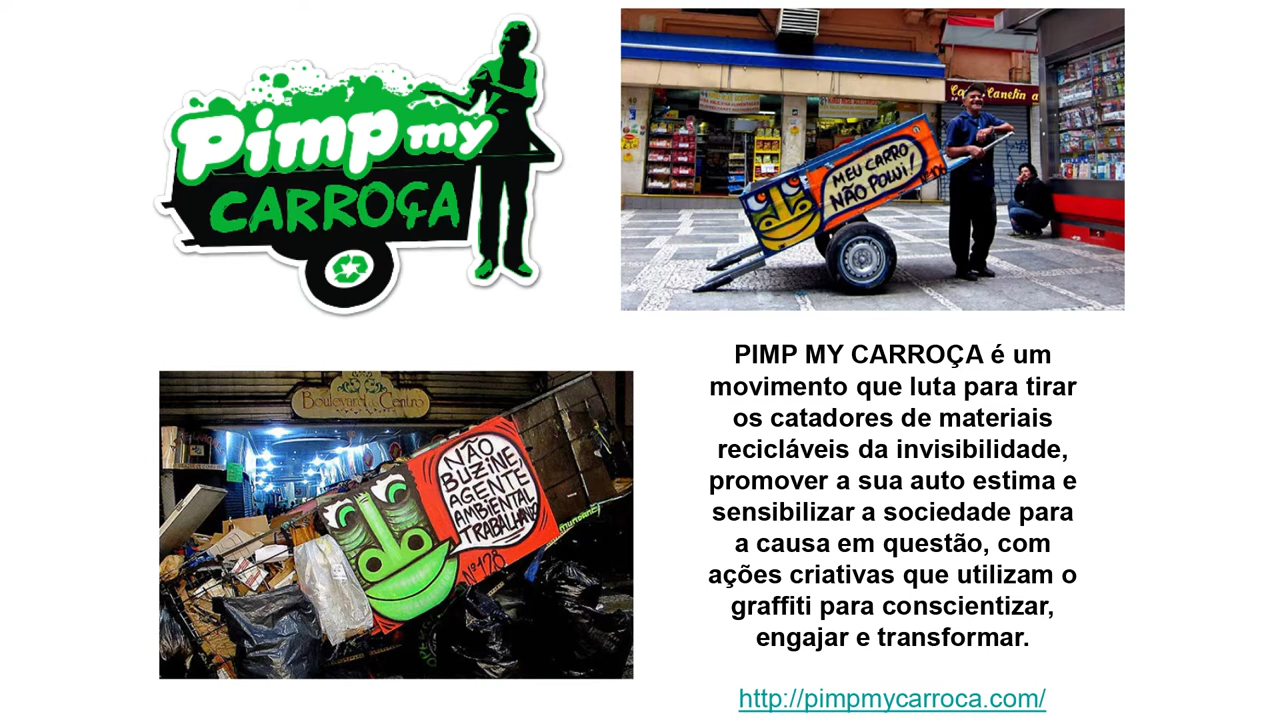 Pimp my
CARROÇA
MEU CARRO
NÃO POLUI!
PIMP MY CARROÇA é um
movimento que luta para tirar
os catadores de materiais
recicláveis da invisibilidade,
promover a sua auto estima e
sensibilizar a sociedade para
a causa em questão, com
ações criativas que utilizam o
graffiti para conscientizar,
engajar e transformar.
http://pimpmycarroca.com/
Boulevard do Centro
NÃO
BUZINE,
AGENTE
AMBIENTAL
TRABALHANDO
Nº128